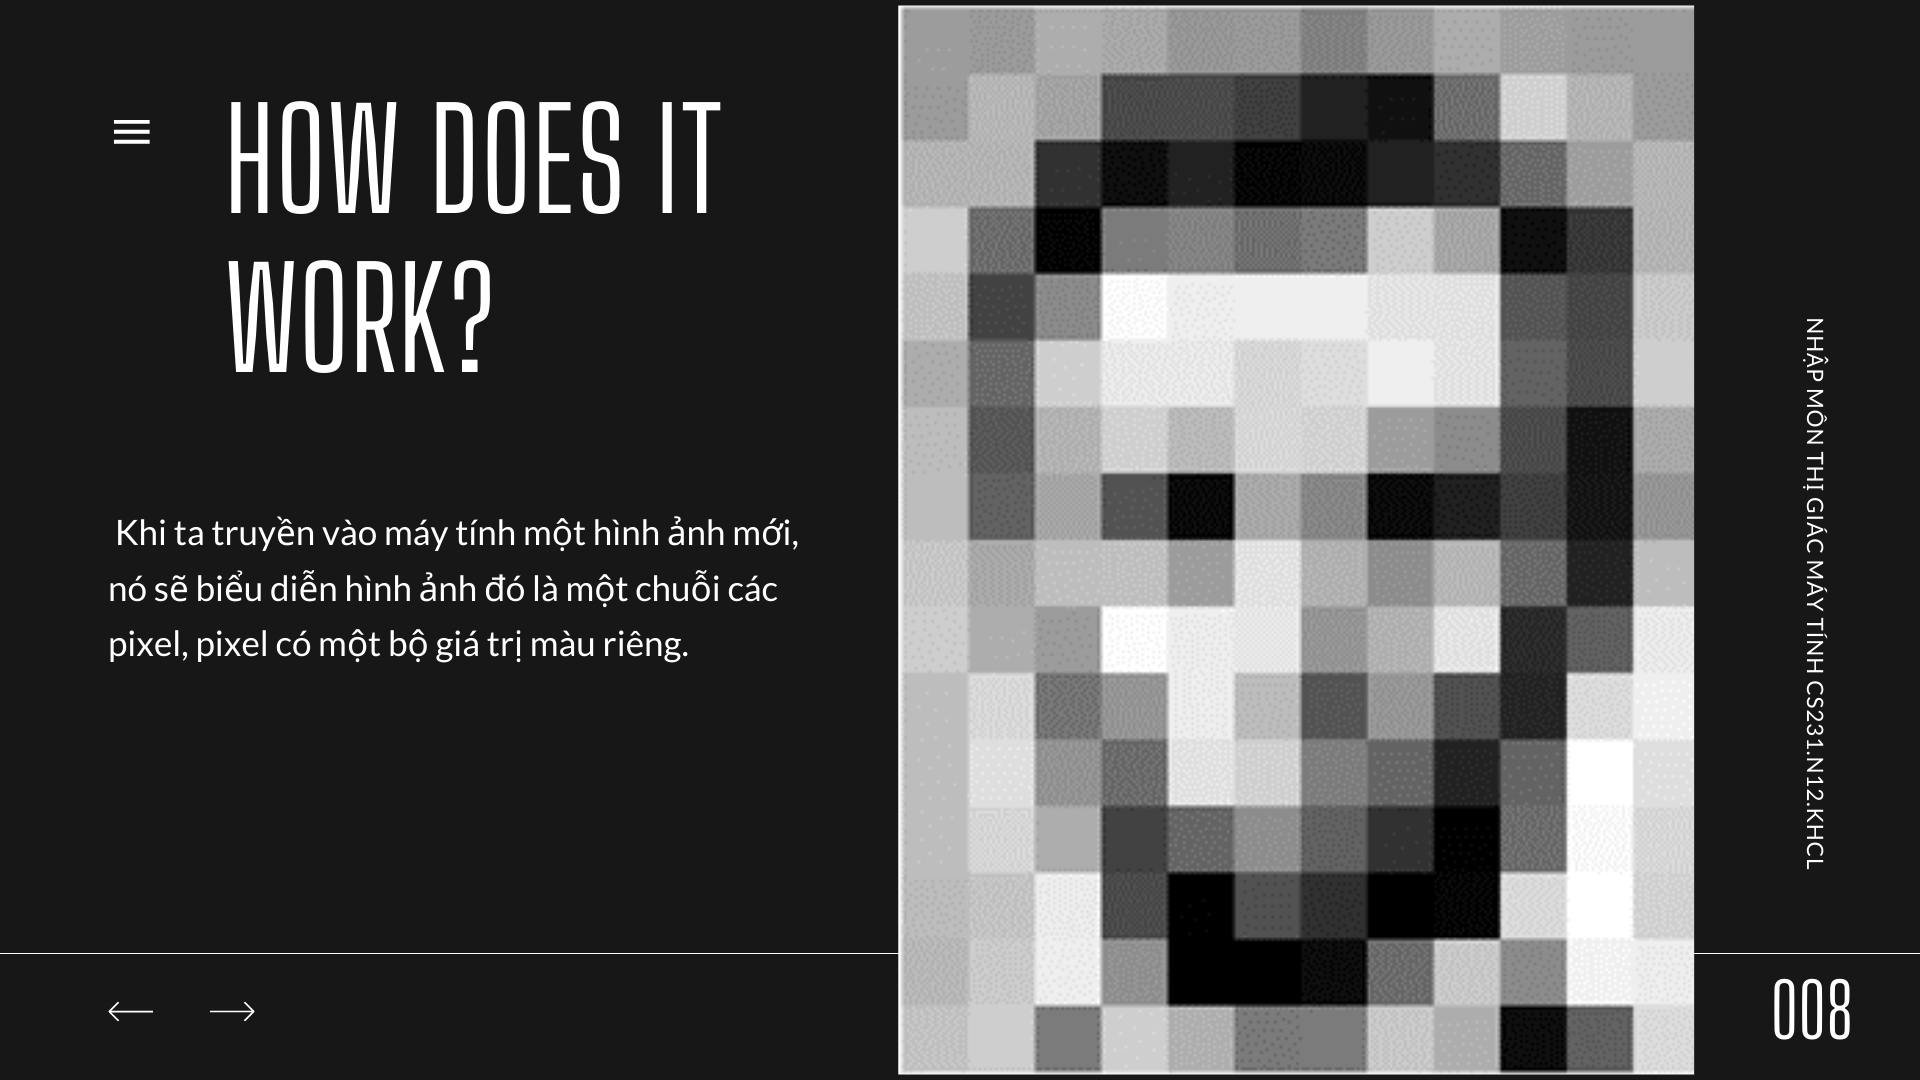 HOW DOES IT
WORK?
Khi ta truyền vào máy tính một hình ảnh mới,
nó sẽ biểu diễn hình ảnh đó là một chuỗi các
pixel, pixel có một bộ giá trị màu riêng.
NHẬP MÔN THỊ GIÁC MÁY TÍNH CS231.N12.KHCL
008